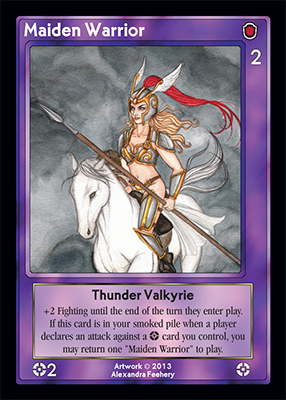 Maiden Warrior
2
Thunder Valkyrie
+2 Fighting until the end of the turn they enter play.
If this card is in your smoked pile when a player
declares an attack against a card you control, you
may return one "Maiden Warrior" to play.
2
Artwork © 2013
Alexandra Feehery